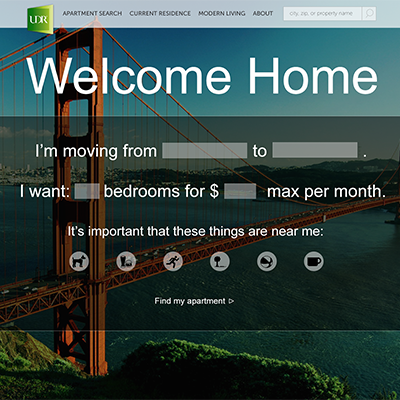 UDR
APARTMENT SEARCH CURRENT RESIDENCE MODERN LIVING ABOUT city, zip, or property name
Welcome Home
I'm moving from to .
I want: bedrooms for $ max per month.
It's important that these things are near me:
Find my apartment ▷